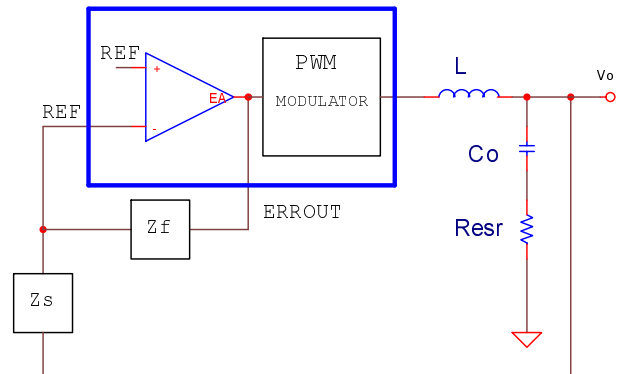 REF
+
EA
-
REF
PWM
MODULATOR
L
Vo
Co
ERROUT
Zf
Resr
Zs